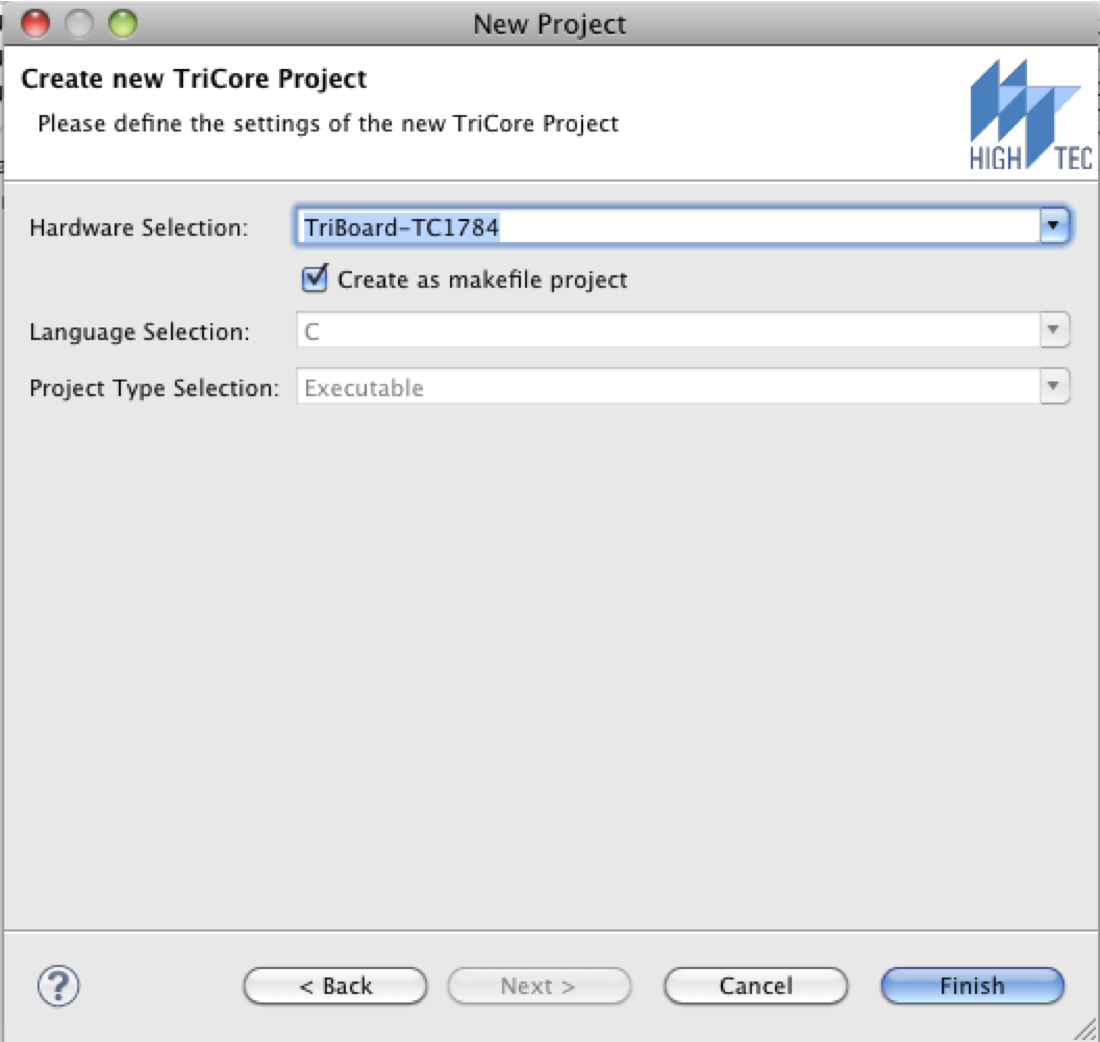 New Project
Create new TriCore Project
Please define the settings of the new TriCore Project
HIGH TEC
Hardware Selection: TriBoard-TC1784
Create as makefile project
Language Selection: C
Project Type Selection: Executable
? < Back Next > Cancel Finish